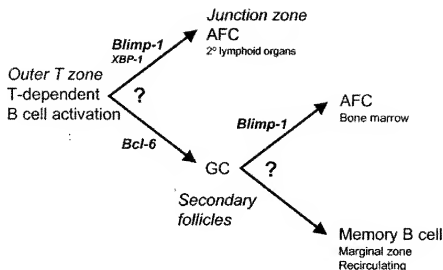 Junction zone
AFC
2º lymphoid organs
Blimp-1
XBP-1
Outer T zone
T-dependent
B cell activation
?
Bcl-6
GC
Secondary
follicles
Blimp-1
?
AFC
Bone marrow
Memory B cell
Marginal zone
Recirculating